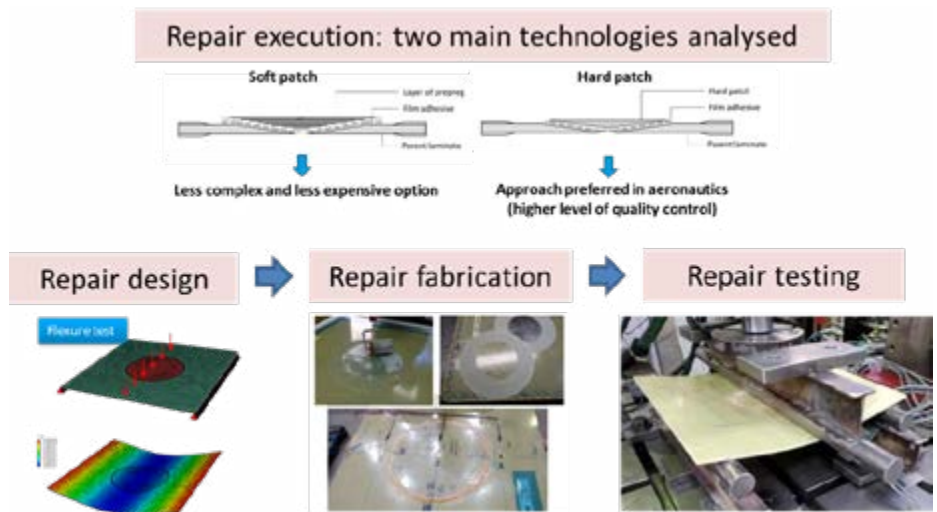 Repair execution: two main technologies analysed
Soft patch
Hard patch
Layer of prepreg
Film adhesive
Parent laminate
Hard patch
Film adhesive
Parent laminate
Less complex and less expensive option
Approach preferred in aeronautics
(higher level of quality control)
Repair design
Repair fabrication
Repair testing
Flexure test